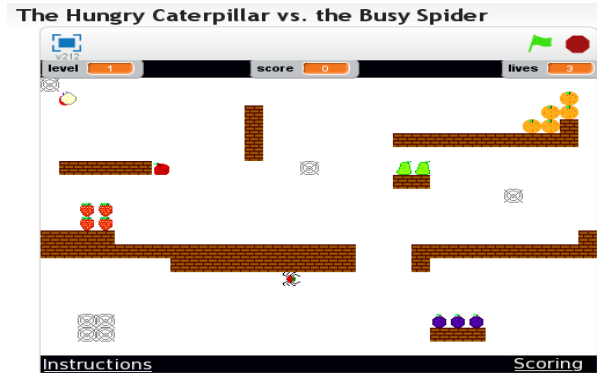 The Hungry Caterpillar vs. the Busy Spider
v212
level 1 score 0 lives 3
Instructions Scoring